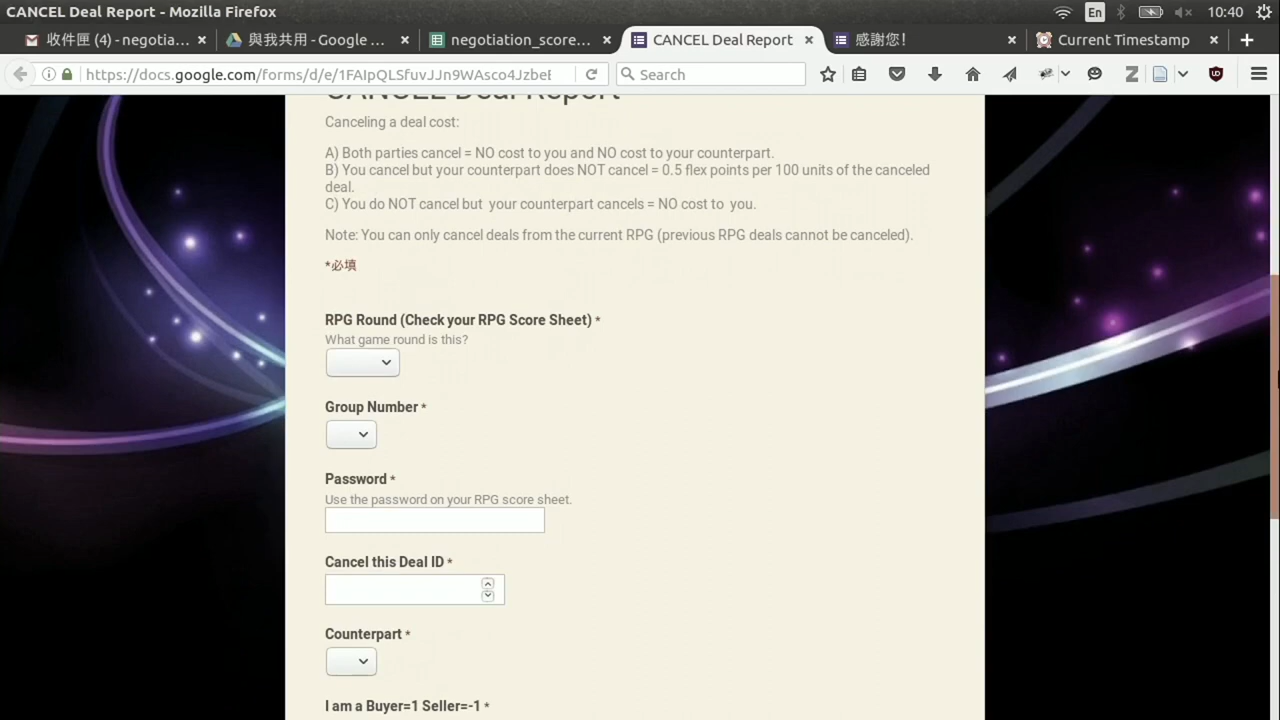 CANCEL Deal Report - Mozilla Firefox
En
10:40
收件匣 (4) - negotia...
與我共用 - Google ...
negotiation_score...
CANCEL Deal Report
感謝您!
Current Timestamp
https://docs.google.com/forms/d/e/1FAIpQLSfuvJJn9WAsco4JzbeE
Search
CANCEL Deal Report
Canceling a deal cost:
A) Both parties cancel = NO cost to you and NO cost to your counterpart.
B) You cancel but your counterpart does NOT cancel = 0.5 flex points per 100 units of the canceled
deal.
C) You do NOT cancel but your counterpart cancels = NO cost to you.
Note: You can only cancel deals from the current RPG (previous RPG deals cannot be canceled).
*必填
RPG Round (Check your RPG Score Sheet) *
What game round is this?
Group Number *
Password *
Use the password on your RPG score sheet.
Cancel this Deal ID *
Counterpart *
I am a Buyer=1 Seller=-1 *